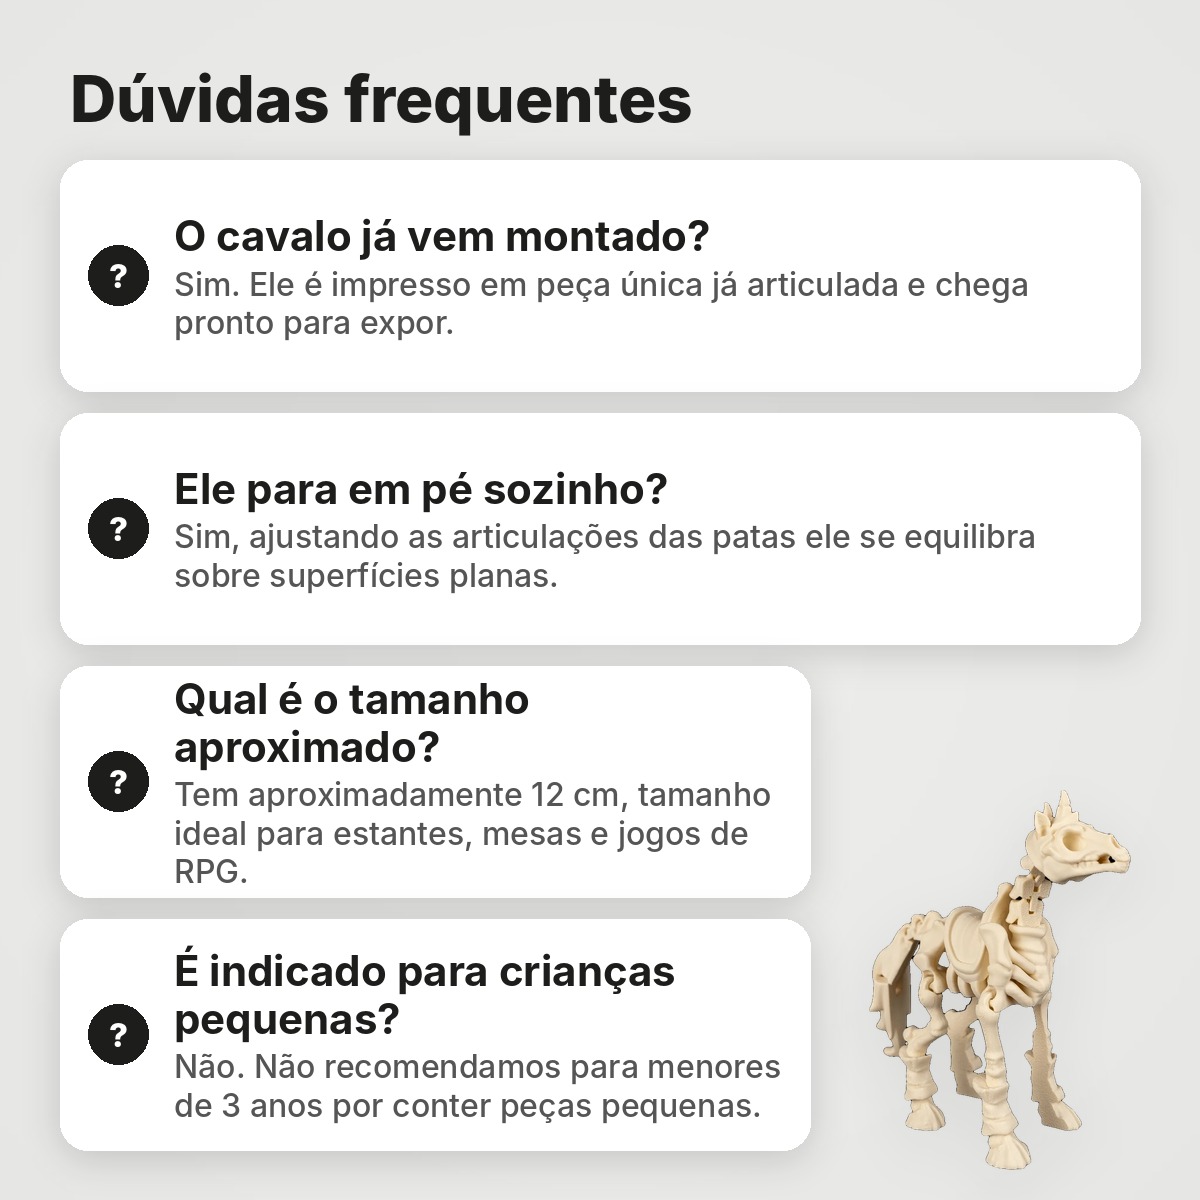 Dúvidas frequentes
O cavalo já vem montado?
? Sim. Ele é impresso em peça única já articulada e chega
pronto para expor.
Ele para em pé sozinho?
? Sim, ajustando as articulações das patas ele se equilibra
sobre superfícies planas.
Qual é o tamanho
aproximado?
? Tem aproximadamente 12 cm, tamanho
ideal para estantes, mesas e jogos de
RPG.
É indicado para crianças
pequenas?
? Não. Não recomendamos para menores
de 3 anos por conter peças pequenas.